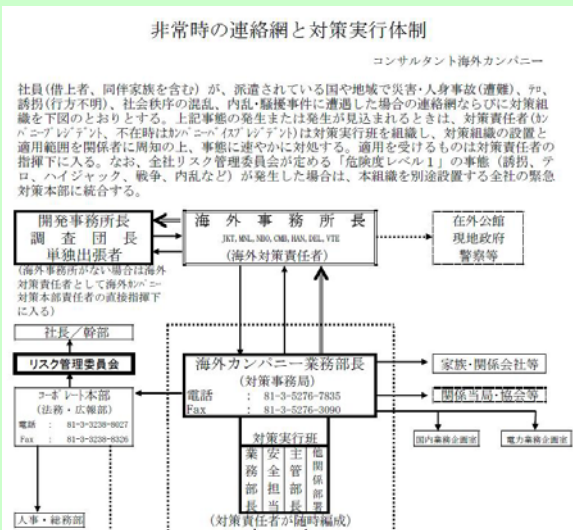 非常時の連絡網と対策実行体制
コンサルタント海外カンパニー
社員(借上者、同伴家族を含む) が、派遣されている国や地域で災害･人身事故(遭難)、ﾃﾛ、
誘拐(行方不明)、社会秩序の混乱、内乱･騒擾事件に遭遇した場合の連絡網ならびに対策組
織を下図のとおりとする。上記事態の発生または発生が見込まれるときは、対策責任者(ｶﾝ
ﾊﾟﾆｰﾌﾟﾚｼﾞﾃﾞﾝﾄ、不在時はｶﾝﾊﾟﾆｰﾊﾞｲｽﾌﾟﾚｼﾞﾃﾞﾝﾄ)は対策実行班を組織し、対策組織の設置と
適用範囲を関係者に周知の上、事態に速やかに対処する。適用を受けるものは対策責任者の
指揮下に入る。なお、全社リスク管理委員会が定める「危険度レベル１」の事態（誘拐、テ
ロ、ハイジャック、戦争、内乱など）が発生した場合は、本組織を別途設置する全社の緊急
対策本部に統合する。
開発事務所長
調査団長
単独出張者
(海外事務所がない場合は海外
対策責任者として海外ｶﾝﾊﾟﾆｰ
対策本部責任者の直接指揮下
に入る)
海外事務所長
JKT, MNL, NBO, CMB, HAN, DEL, VTE
(海外対策責任者)
在外公館
現地政府
警察等
社長／幹部
リスク管理委員会
ｺｰﾎﾟﾚｰﾄ本部
(法務・広報部)
電話 : 81-3-3238-8027
Fax : 81-3-3238-8326
人事・総務部
海外カンパニー業務部長
(対策事務局)
電話 : 81-3-5276-7835
Fax : 81-3-5276-3090
対策実行班
業務部長
安全担当
主管部長
他関係部署
(対策責任者が随時編成)
家族・関係会社等
関係当局・協会等
国内業務企画室
電力業務企画室